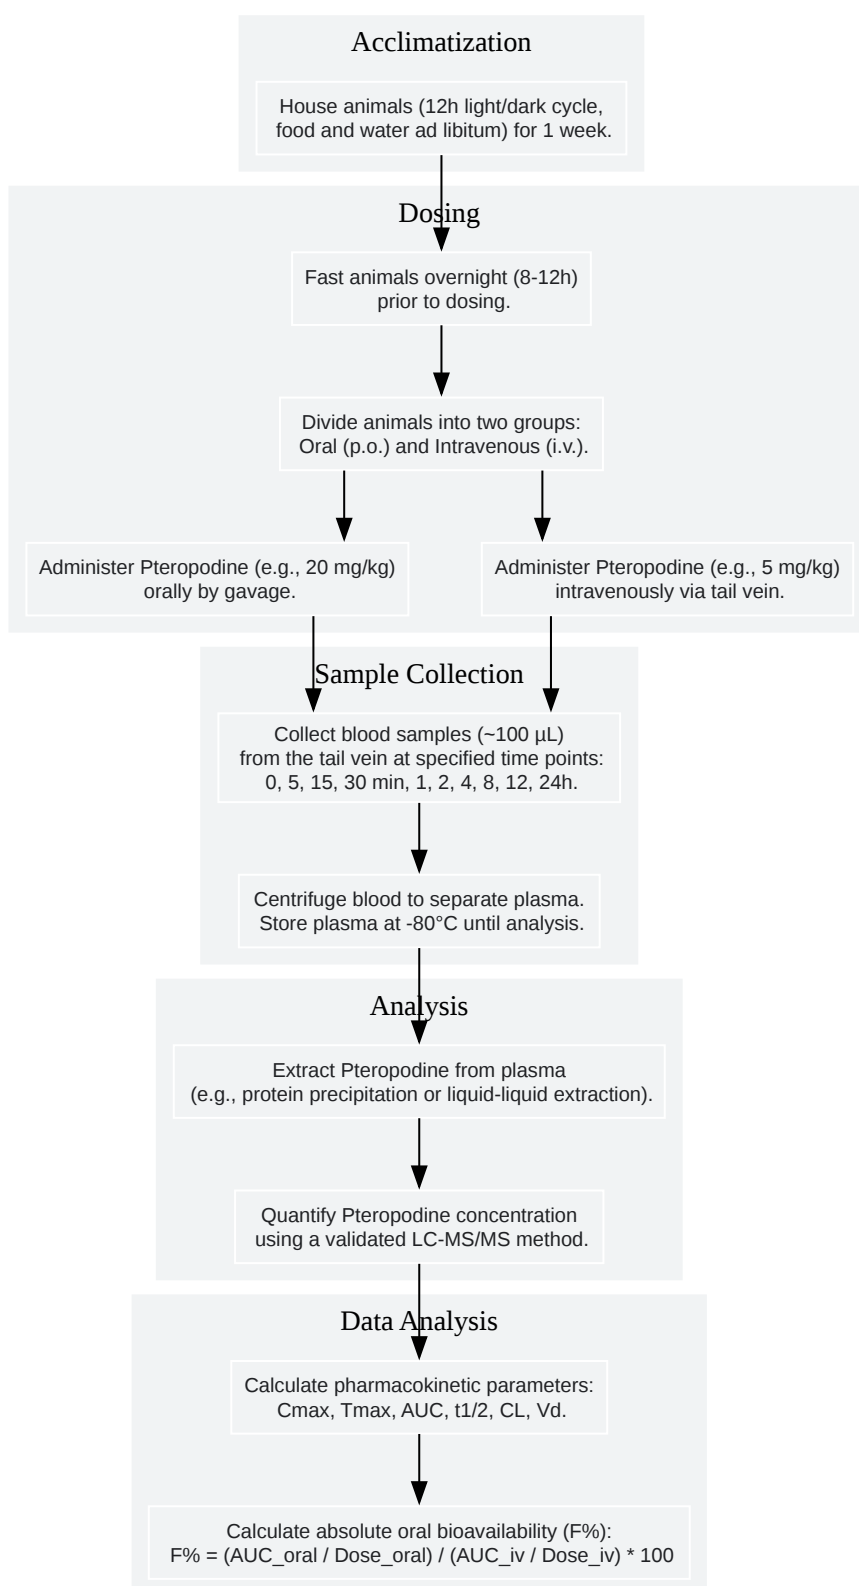 Acclimatization
House animals (12h light/dark cycle,
food and water ad libitum) for 1 week.
Dosing
Fast animals overnight (8-12h)
prior to dosing.
Divide animals into two groups:
Oral (p.o.) and Intravenous (i.v.).
Administer Pteropodine (e.g., 20 mg/kg)
orally by gavage.
Administer Pteropodine (e.g., 5 mg/kg)
intravenously via tail vein.
Sample Collection
Collect blood samples (~100 µL)
from the tail vein at specified time points:
0, 5, 15, 30 min, 1, 2, 4, 8, 12, 24h.
Centrifuge blood to separate plasma.
Store plasma at -80°C until analysis.
Analysis
Extract Pteropodine from plasma
(e.g., protein precipitation or liquid-liquid extraction).
Quantify Pteropodine concentration
using a validated LC-MS/MS method.
Data Analysis
Calculate pharmacokinetic parameters:
Cmax, Tmax, AUC, t1/2, CL, Vd.
Calculate absolute oral bioavailability (F%):
F% = (AUC_oral / Dose_oral) / (AUC_iv / Dose_iv) * 100